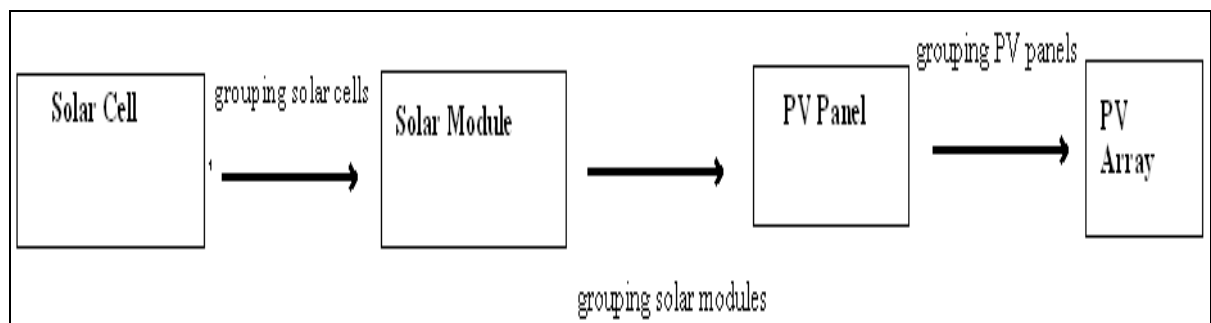 Solar Cell
grouping solar cells
Solar Module
grouping solar modules
PV Panel
grouping PV panels
PV
Array